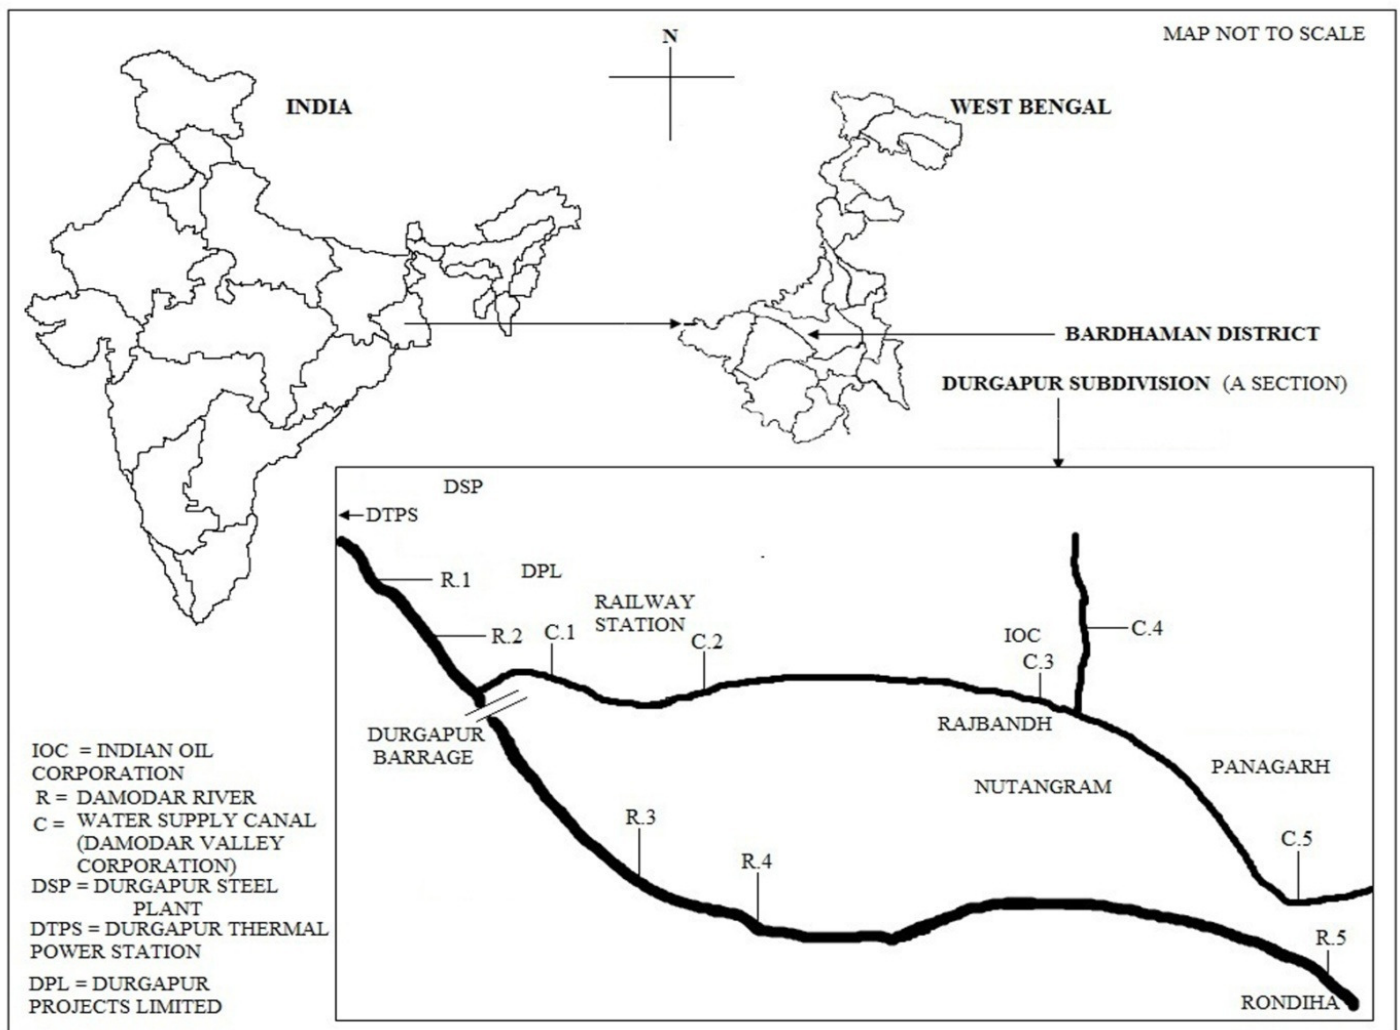 MAP NOT TO SCALE
N
INDIA
WEST BENGAL
BARDHAMAN DISTRICT
DURGAPUR SUBDIVISION (A SECTION)
DSP
DTPS
R.1
DPL
RAILWAY
STATION
R.2
C.1
C.2
IOC
C.3
C.4
RAJBANDH
DURGAPUR
BARRAGE
PANAGARH
NUTANGRAM
R.3
R.4
C.5
R.5
RONDIHA
IOC = INDIAN OIL
CORPORATION
R = DAMODAR RIVER
C = WATER SUPPLY CANAL
(DAMODAR VALLEY
CORPORATION)
DSP = DURGAPUR STEEL
PLANT
DTPS = DURGAPUR THERMAL
POWER STATION
DPL = DURGAPUR
PROJECTS LIMITED